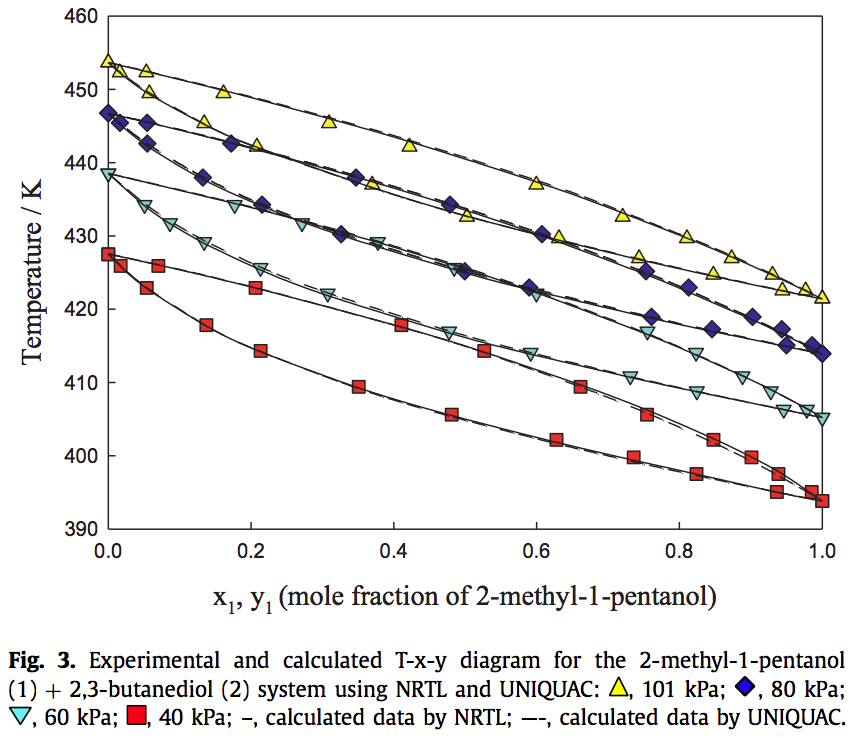 460
450
440
430
420
410
400
390
Temperature / K
0.0 0.2 0.4 0.6 0.8 1.0
x1, y1 (mole fraction of 2-methyl-1-pentanol)
Fig. 3. Experimental and calculated T-x-y diagram for the 2-methyl-1-pentanol
(1) + 2,3-butanediol (2) system using NRTL and UNIQUAC: △, 101 kPa; ◆, 80 kPa;
▽, 60 kPa; ■, 40 kPa; –, calculated data by NRTL; —-, calculated data by UNIQUAC.